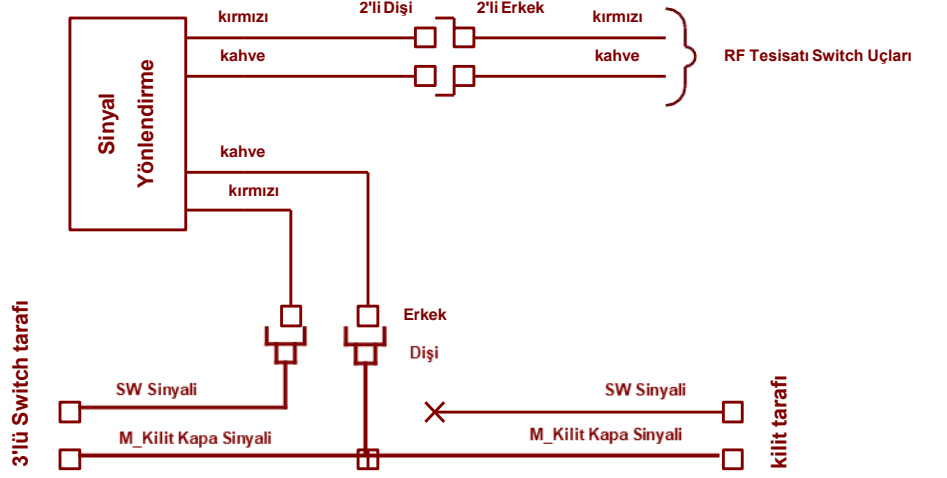 kırmızı
2'li Dişi
2'li Erkek
kırmızı
kahve
kahve
RF Tesisatı Switch Uçları
Sinyal
Yönlendirme
kahve
kırmızı
Erkek
Dişi
3'lü Switch tarafı
SW Sinyali
SW Sinyali
M_Kilit Kapa Sinyali
M_Kilit Kapa Sinyali
kilit tarafı